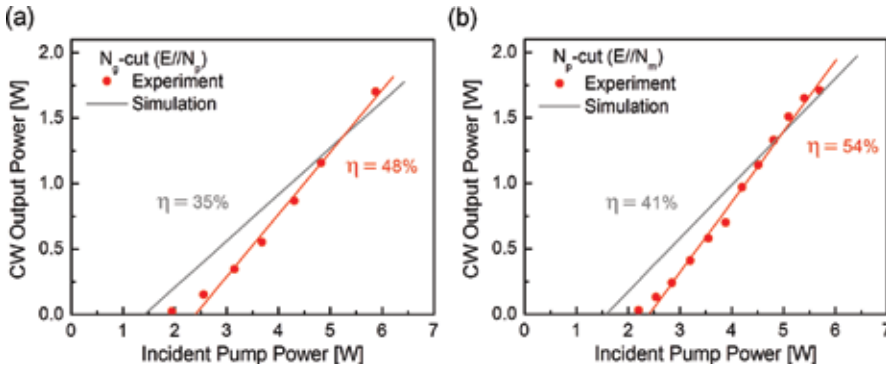 (a)
N_g-cut (E//N_p)
Experiment
Simulation
η = 35%
η = 48%
CW Output Power [W]
2.0
1.5
1.0
0.5
0.0
0 1 2 3 4 5 6 7
Incident Pump Power [W]
(b)
N_p-cut (E//N_m)
Experiment
Simulation
η = 41%
η = 54%
CW Output Power [W]
2.0
1.5
1.0
0.5
0.0
0 1 2 3 4 5 6 7
Incident Pump Power [W]